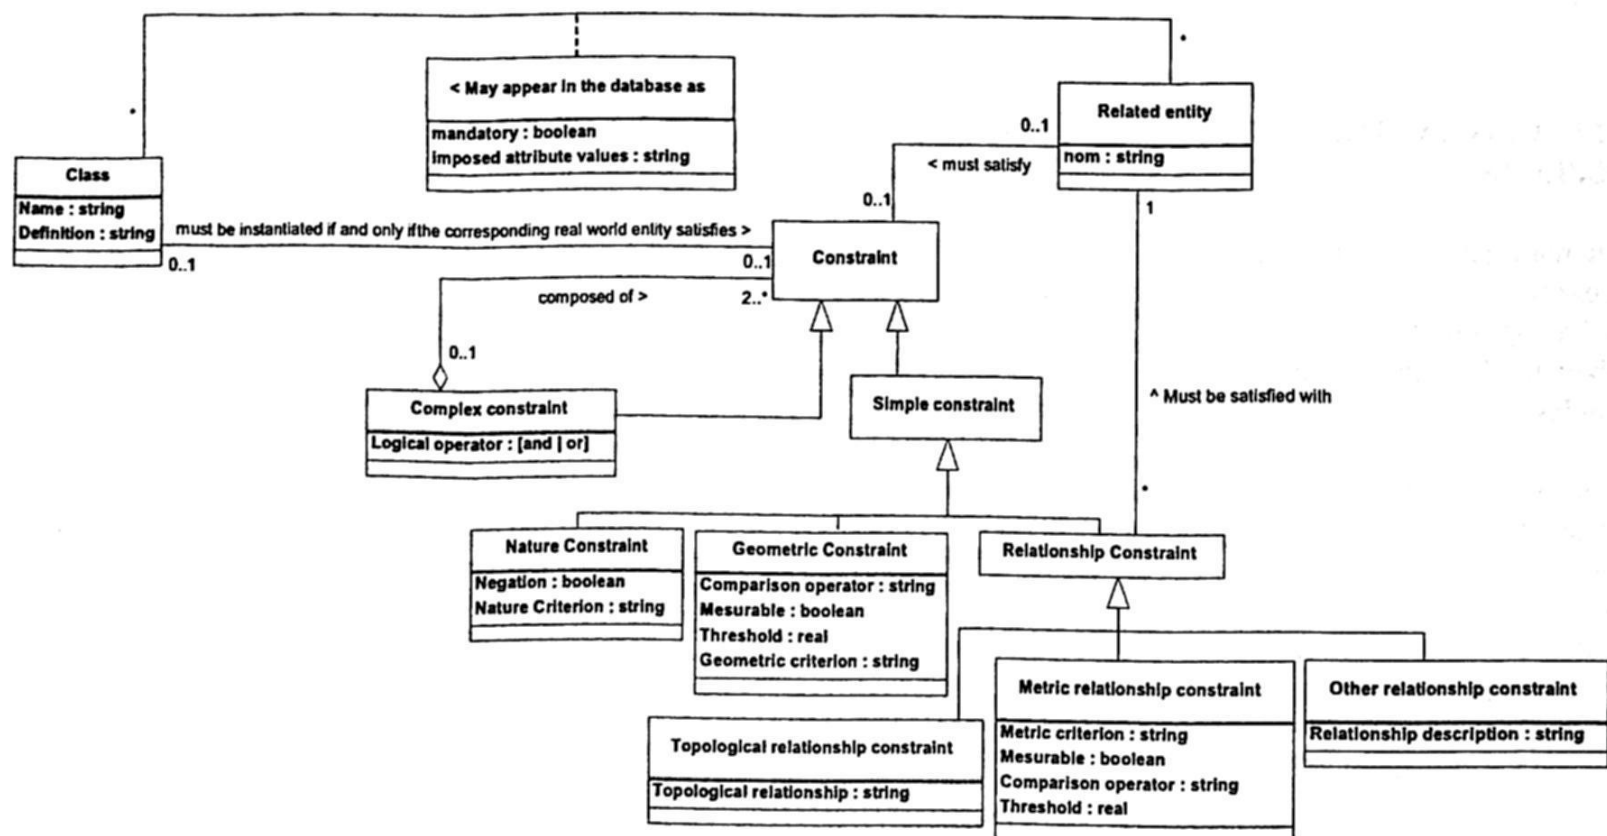 *
*
< May appear in the database as
mandatory : boolean
imposed attribute values : string
Related entity
nom : string
0..1
< must satisfy
0..1
1
Class
Name : string
Definition : string
must be instantiated if and only ifthe corresponding real world entity satisfies >
0..1
0..1
Constraint
composed of >
2..*
0..1
Complex constraint
Logical operator : [and | or]
Simple constraint
^ Must be satisfied with
*
Nature Constraint
Negation : boolean
Nature Criterion : string
Geometric Constraint
Comparison operator : string
Mesurable : boolean
Threshold : real
Geometric criterion : string
Relationship Constraint
Topological relationship constraint
Topological relationship : string
Metric relationship constraint
Metric criterion : string
Mesurable : boolean
Comparison operator : string
Threshold : real
Other relationship constraint
Relationship description : string